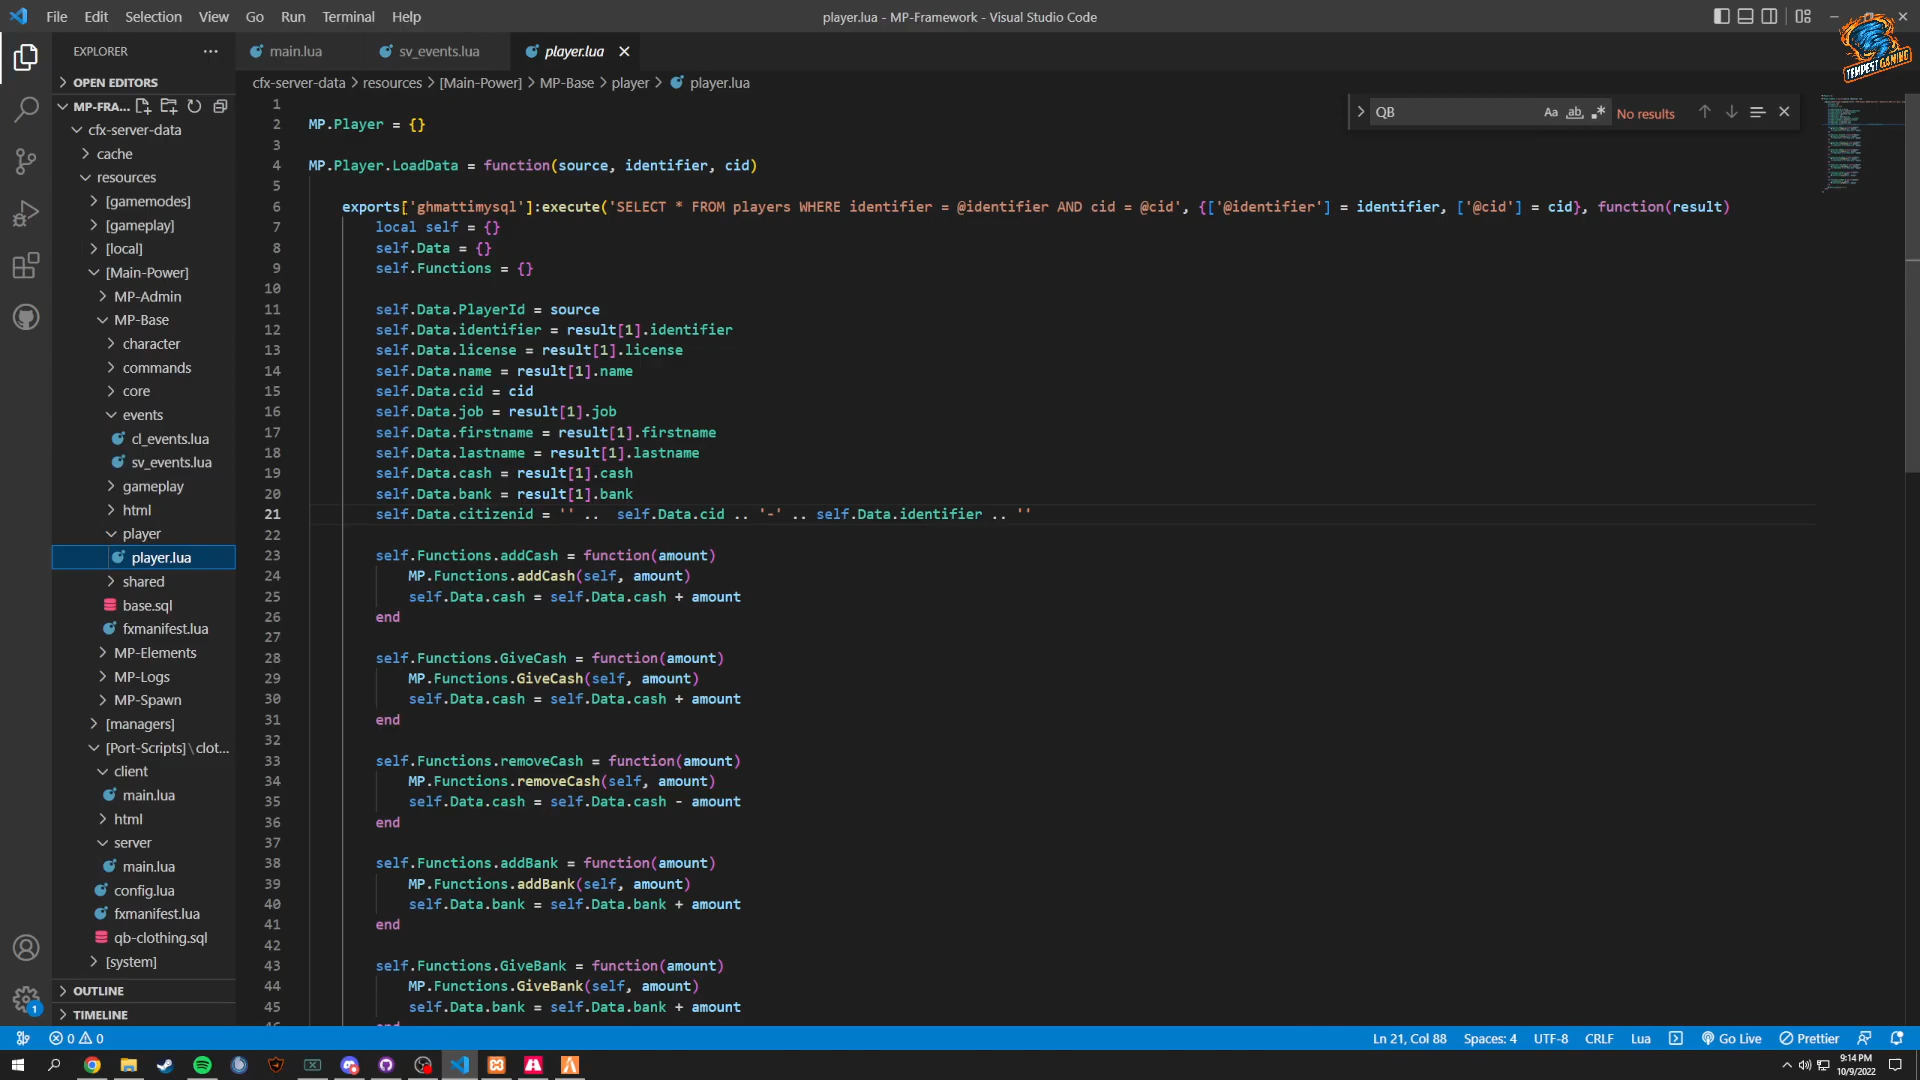 File Edit Selection View Go Run Terminal Help
player.lua - MP-Framework - Visual Studio Code
TEMPEST GAMING
EXPLORER
main.lua
sv_events.lua
player.lua
OPEN EDITORS
MP-FRA...
cfx-server-data > resources > [Main-Power] > MP-Base > player > player.lua
QB
Aa
ab
No results
cfx-server-data
cache
resources
[gamemodes]
[gameplay]
[local]
[Main-Power]
MP-Admin
MP-Base
character
commands
core
events
cl_events.lua
sv_events.lua
gameplay
html
player
player.lua
shared
base.sql
fxmanifest.lua
MP-Elements
MP-Logs
MP-Spawn
[managers]
[Port-Scripts]\clot...
client
main.lua
html
server
main.lua
config.lua
fxmanifest.lua
qb-clothing.sql
[system]
OUTLINE
TIMELINE
1
2 MP.Player = {}
3
4 MP.Player.LoadData = function(source, identifier, cid)
5
6 exports['ghmattimysql']:execute('SELECT * FROM players WHERE identifier = @identifier AND cid = @cid', {['@identifier'] = identifier, ['@cid'] = cid}, function(result)
7 local self = {}
8 self.Data = {}
9 self.Functions = {}
10
11 self.Data.PlayerId = source
12 self.Data.identifier = result[1].identifier
13 self.Data.license = result[1].license
14 self.Data.name = result[1].name
15 self.Data.cid = cid
16 self.Data.job = result[1].job
17 self.Data.firstname = result[1].firstname
18 self.Data.lastname = result[1].lastname
19 self.Data.cash = result[1].cash
20 self.Data.bank = result[1].bank
21 self.Data.citizenid = '' ..  self.Data.cid .. '-' .. self.Data.identifier .. ''
22
23 self.Functions.addCash = function(amount)
24 MP.Functions.addCash(self, amount)
25 self.Data.cash = self.Data.cash + amount
26 end
27
28 self.Functions.GiveCash = function(amount)
29 MP.Functions.GiveCash(self, amount)
30 self.Data.cash = self.Data.cash + amount
31 end
32
33 self.Functions.removeCash = function(amount)
34 MP.Functions.removeCash(self, amount)
35 self.Data.cash = self.Data.cash - amount
36 end
37
38 self.Functions.addBank = function(amount)
39 MP.Functions.addBank(self, amount)
40 self.Data.bank = self.Data.bank + amount
41 end
42
43 self.Functions.GiveBank = function(amount)
44 MP.Functions.GiveBank(self, amount)
45 self.Data.bank = self.Data.bank + amount
46 end
1
0 0
Ln 21, Col 88 Spaces: 4 UTF-8 CRLF Lua Go Live Prettier
9:14 PM
10/9/2022